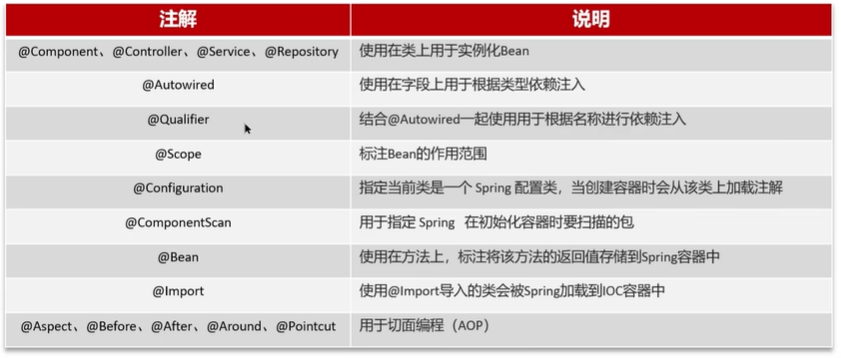 注解 说明
@Component、@Controller、@Service、@Repository 使用在类上用于实例化Bean
@Autowired 使用在字段上用于根据类型依赖注入
@Qualifier 结合@Autowired一起使用用于根据名称进行依赖注入
@Scope 标注Bean的作用范围
@Configuration 指定当前类是一个 Spring 配置类，当创建容器时会从该类上加载注解
@ComponentScan 用于指定 Spring 在初始化容器时要扫描的包
@Bean 使用在方法上，标注将该方法的返回值存储到Spring容器中
@Import 使用@Import导入的类会被Spring加载到IOC容器中
@Aspect、@Before、@After、@Around、@Pointcut 用于切面编程（AOP）